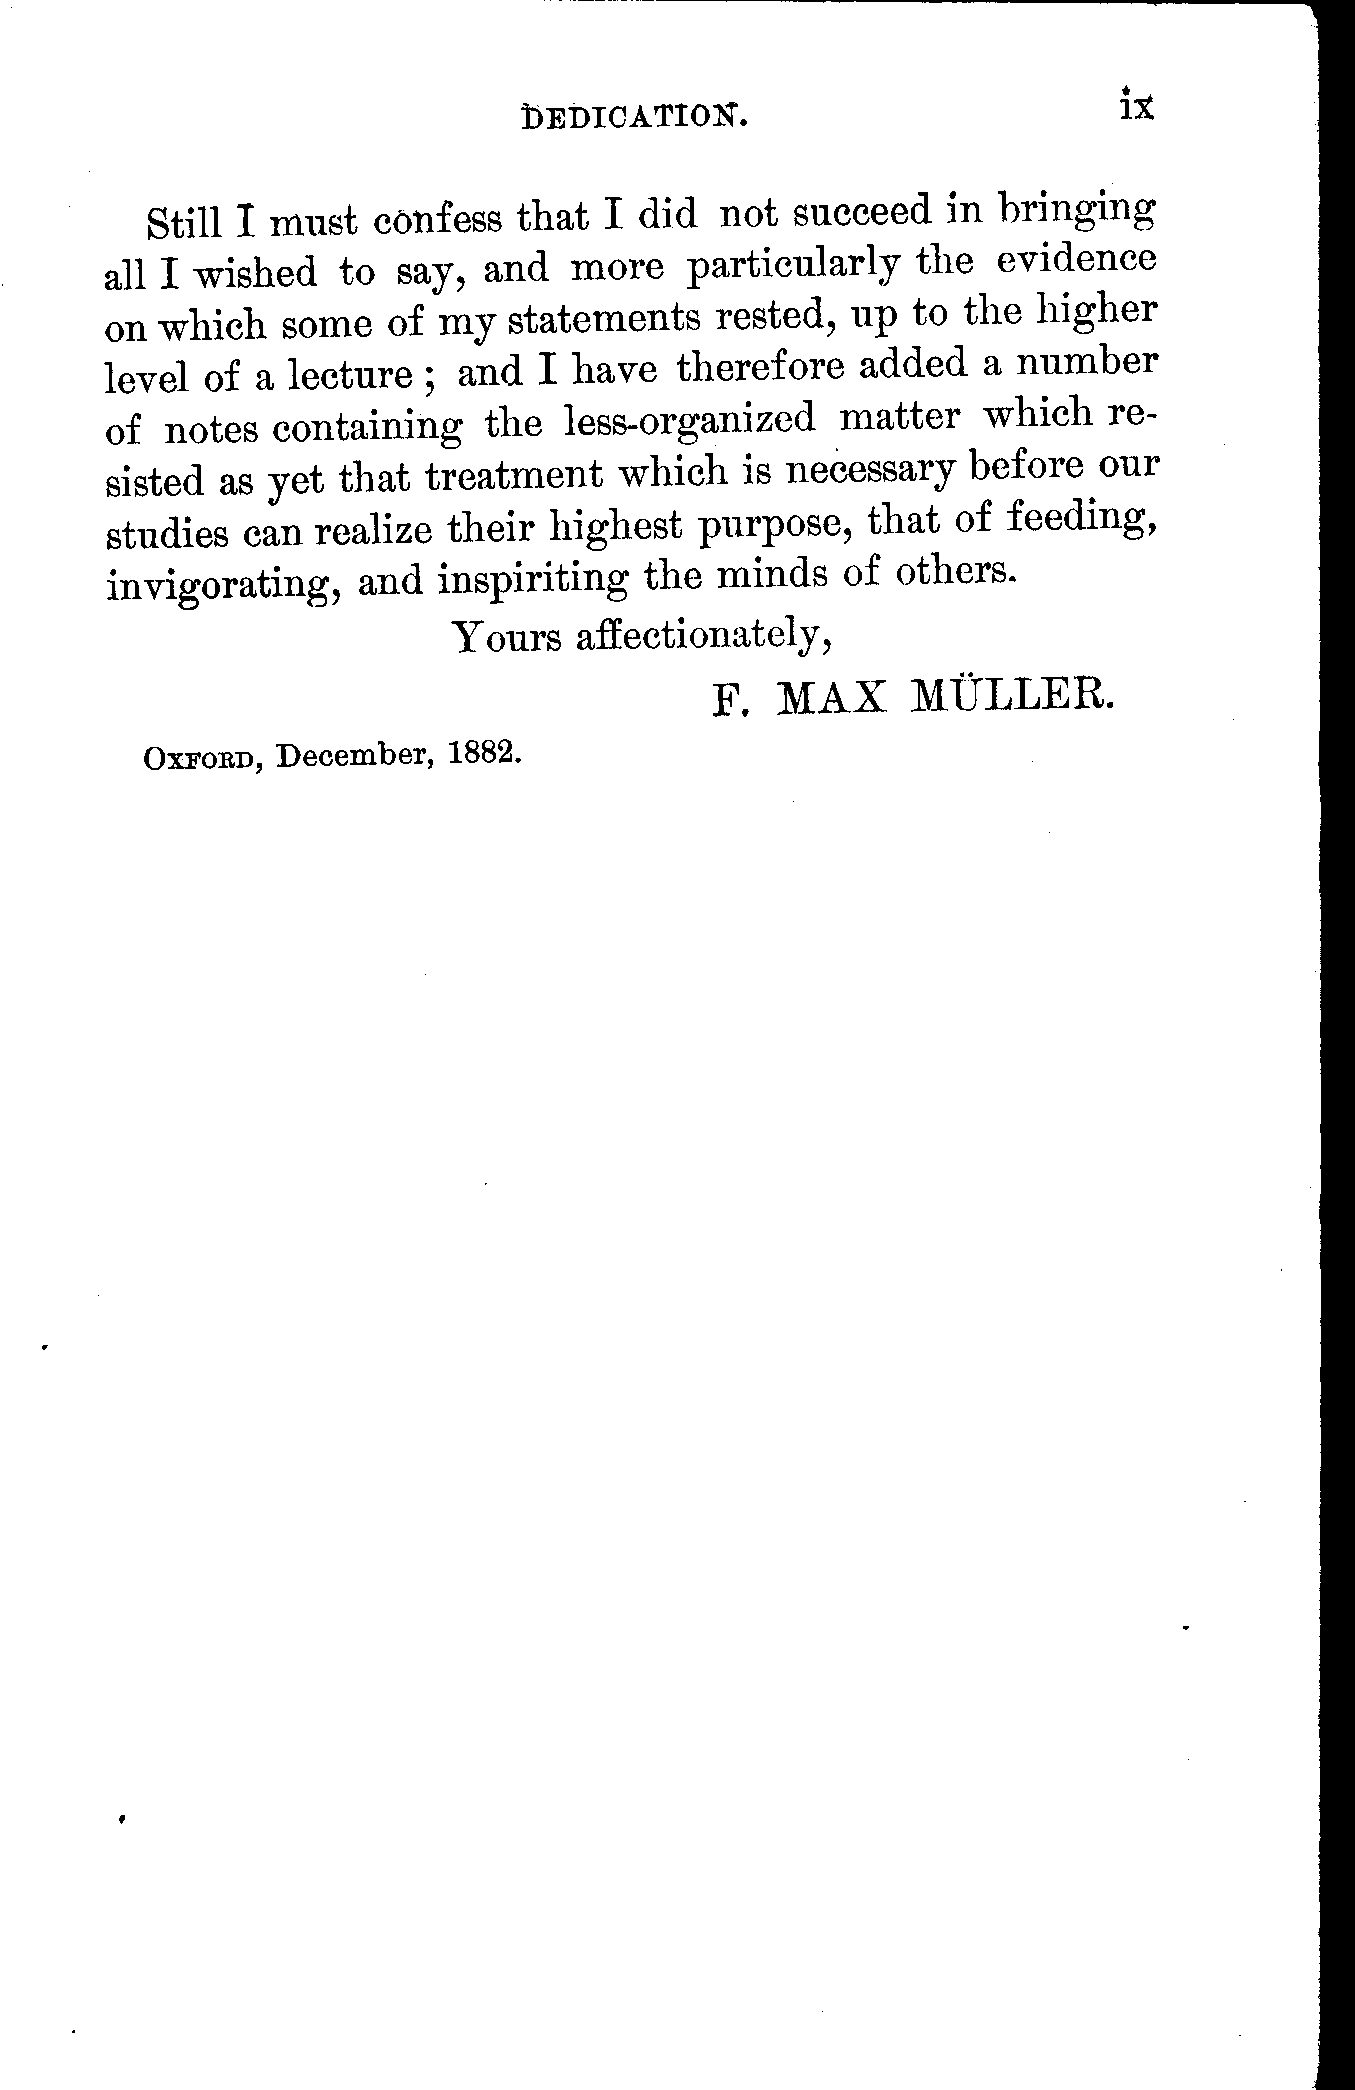 DEDICATION. ix
Still I must confess that I did not succeed in bringing
all I wished to say, and more particularly the evidence
on which some of my statements rested, up to the higher
level of a lecture ; and I have therefore added a number
of notes containing the less-organized matter which re-
sisted as yet that treatment which is necessary before our
studies can realize their highest purpose, that of feeding,
invigorating, and inspiriting the minds of others.
Yours affectionately,
F. MAX MÜLLER.
OXFORD, December, 1882.